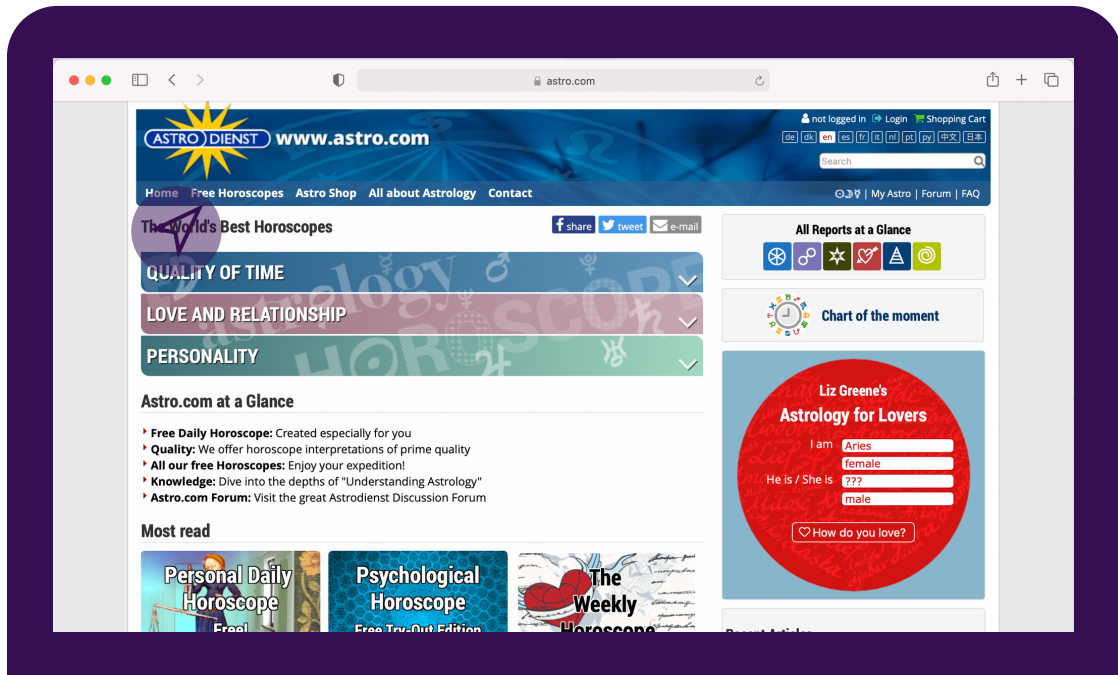 astro.com
ASTRO DIENST www.astro.com
not logged in Login Shopping Cart
de dk en es fr it nl pt py 中文 日本
Search
Home Free Horoscopes Astro Shop All about Astrology Contact
My Astro | Forum | FAQ
The World's Best Horoscopes
share tweet e-mail
QUALITY OF TIME
LOVE AND RELATIONSHIP
PERSONALITY
astrology
HOROSCOPE
Astro.com at a Glance
Free Daily Horoscope: Created especially for you
Quality: We offer horoscope interpretations of prime quality
All our free Horoscopes: Enjoy your expedition!
Knowledge: Dive into the depths of "Understanding Astrology"
Astro.com Forum: Visit the great Astrodienst Discussion Forum
Most read
Personal Daily
Horoscope
Free!
Psychological
Horoscope
Free Try-Out Edition
The
Weekly
Horoscope
All Reports at a Glance
Chart of the moment
Liz Greene's
Astrology for Lovers
I am Aries
female
He is / She is ???
male
How do you love?
Recent Articles